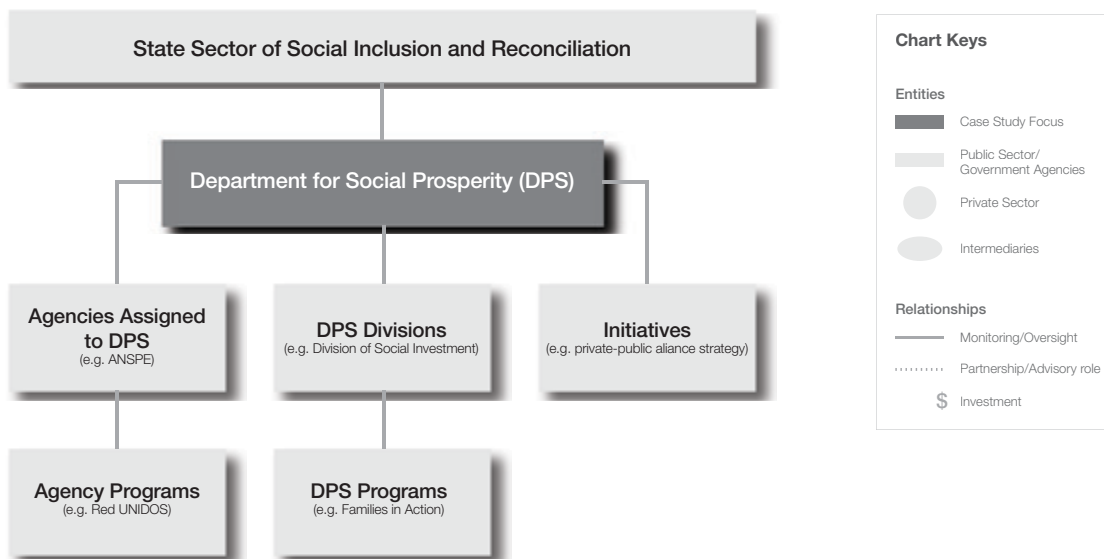 State Sector of Social Inclusion and Reconciliation
Department for Social Prosperity (DPS)
Agencies Assigned
to DPS
(e.g. ANSPE)
DPS Divisions
(e.g. Division of Social Investment)
Initiatives
(e.g. private-public aliance strategy)
Agency Programs
(e.g. Red UNIDOS)
DPS Programs
(e.g. Families in Action)
Chart Keys
Entities
Case Study Focus
Public Sector/
Government Agencies
Private Sector
Intermediaries
Relationships
Monitoring/Oversight
Partnership/Advisory role
$ Investment